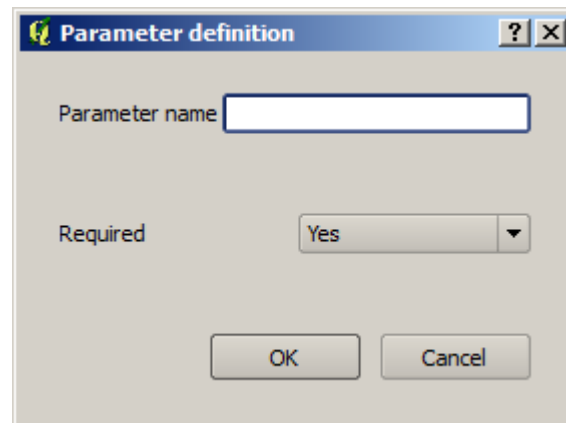 Parameter definition
Parameter name
Required Yes
OK Cancel